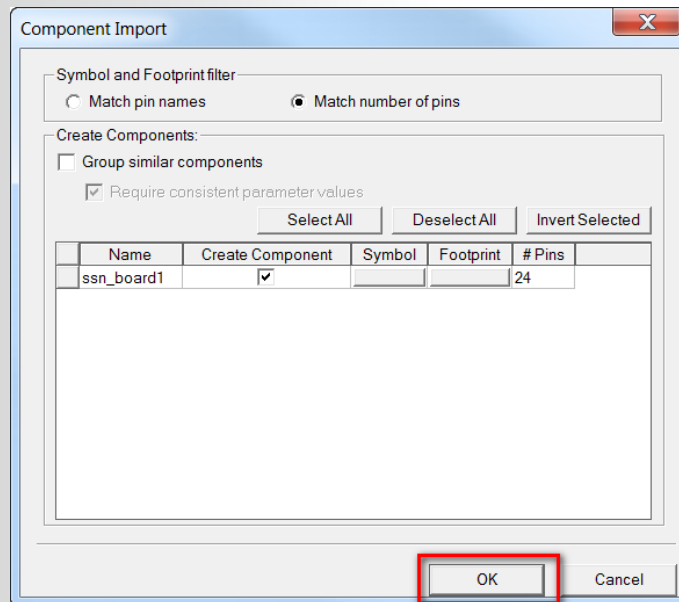 Component Import
X
Symbol and Footprint filter
Match pin names Match number of pins
Create Components:
Group similar components
Require consistent parameter values
Select All Deselect All Invert Selected
Name Create Component Symbol Footprint # Pins
ssn_board1 24
OK Cancel